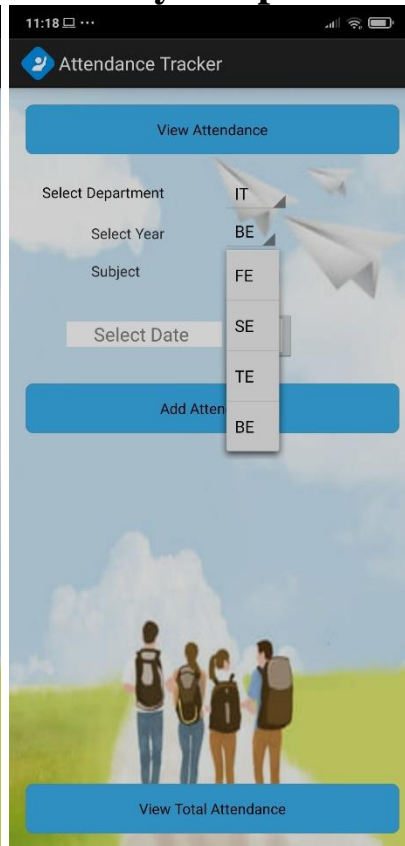 11:18
Attendance Tracker
View Attendance
Select Department IT
Select Year BE
Subject
FE
SE
Select Date
TE
Add Atten
BE
View Total Attendance